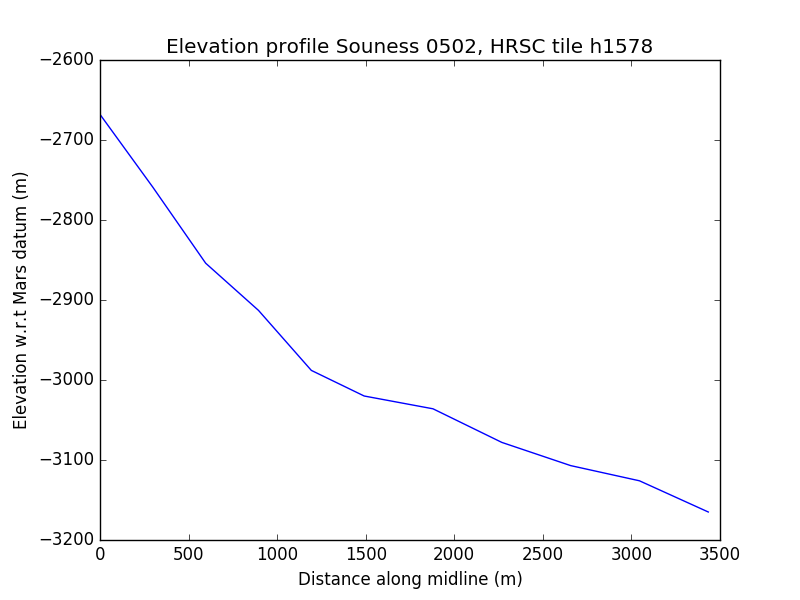 Elevation profile Souness 0502, HRSC tile h1578
−2600
−2700
−2800
−2900
−3000
−3100
−3200
Elevation w.r.t Mars datum (m)
0 500 1000 1500 2000 2500 3000 3500
Distance along midline (m)